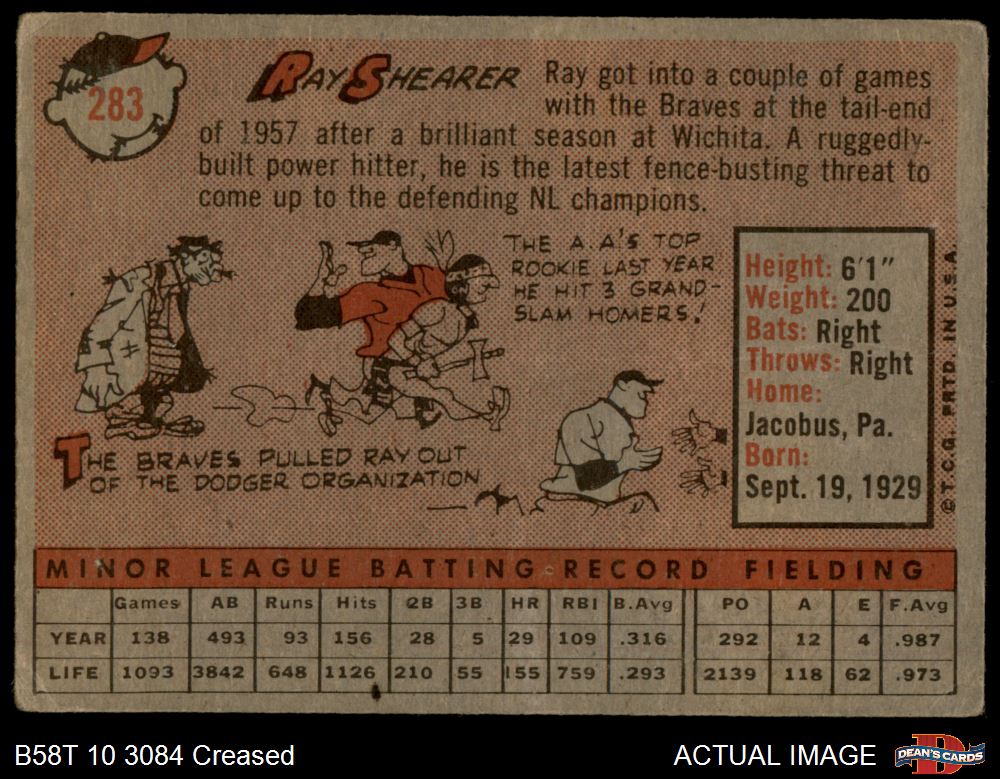 283
RAY SHEARER
Ray got into a couple of games
with the Braves at the tail-end
of 1957 after a brilliant season at Wichita. A ruggedly-
built power hitter, he is the latest fence-busting threat to
come up to the defending NL champions.
THE A.A'S TOP
ROOKIE LAST YEAR
HE HIT 3 GRAND-
SLAM HOMERS!
THE BRAVES PULLED RAY OUT
OF THE DODGER ORGANIZATION
Height: 6'1"
Weight: 200
Bats: Right
Throws: Right
Home:
Jacobus, Pa.
Born:
Sept. 19, 1929
© T.C.G. PRTD. IN U.S.A.
MINOR LEAGUE BATTING RECORD FIELDING
Games AB Runs Hits 2B 3B HR RBI B.Avg PO A E F.Avg
YEAR 138 493 93 156 28 5 29 109 .316 292 12 4 .987
LIFE 1093 3842 648 1126 210 55 155 759 .293 2139 118 62 .973
B58T 10 3084 Creased
ACTUAL IMAGE
D
DEAN'S CARDS